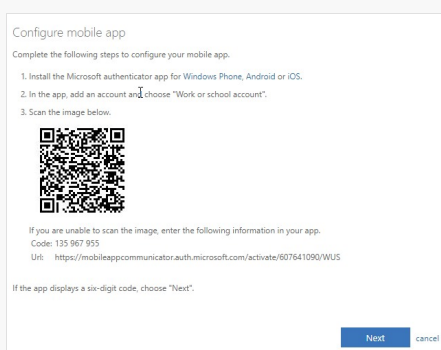 Configure mobile app
Complete the following steps to configure your mobile app.
1. Install the Microsoft authenticator app for Windows Phone, Android or iOS.
2. In the app, add an account and choose "Work or school account".
3. Scan the image below.
If you are unable to scan the image, enter the following information in your app.
Code: 135 967 955
Url: https://mobileappcommunicator.auth.microsoft.com/activate/607641090/WUS
If the app displays a six-digit code, choose "Next".
Next cancel